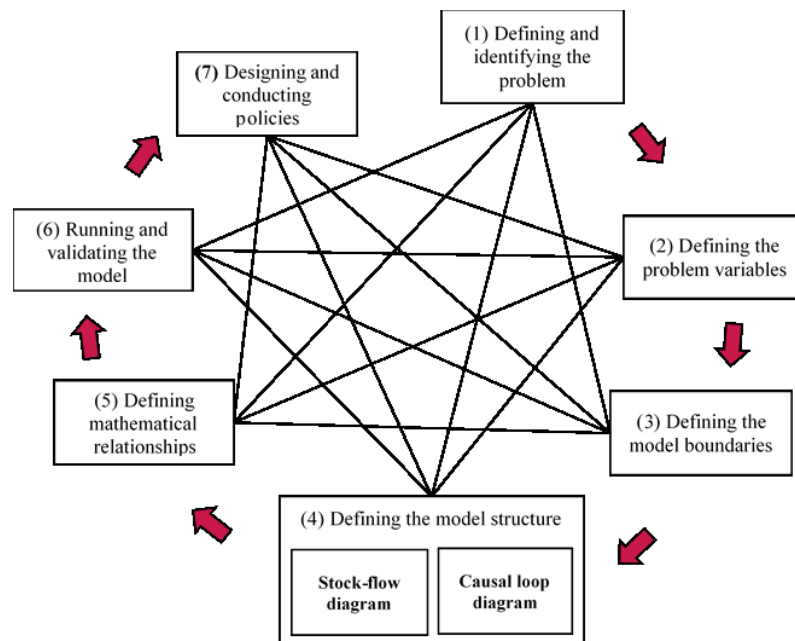 (1) Defining and
identifying the
problem
(7) Designing and
conducting
policies
(2) Defining the
problem variables
(6) Running and
validating the
model
(3) Defining the
model boundaries
(5) Defining
mathematical
relationships
(4) Defining the model structure
Stock-flow
diagram
Causal loop
diagram